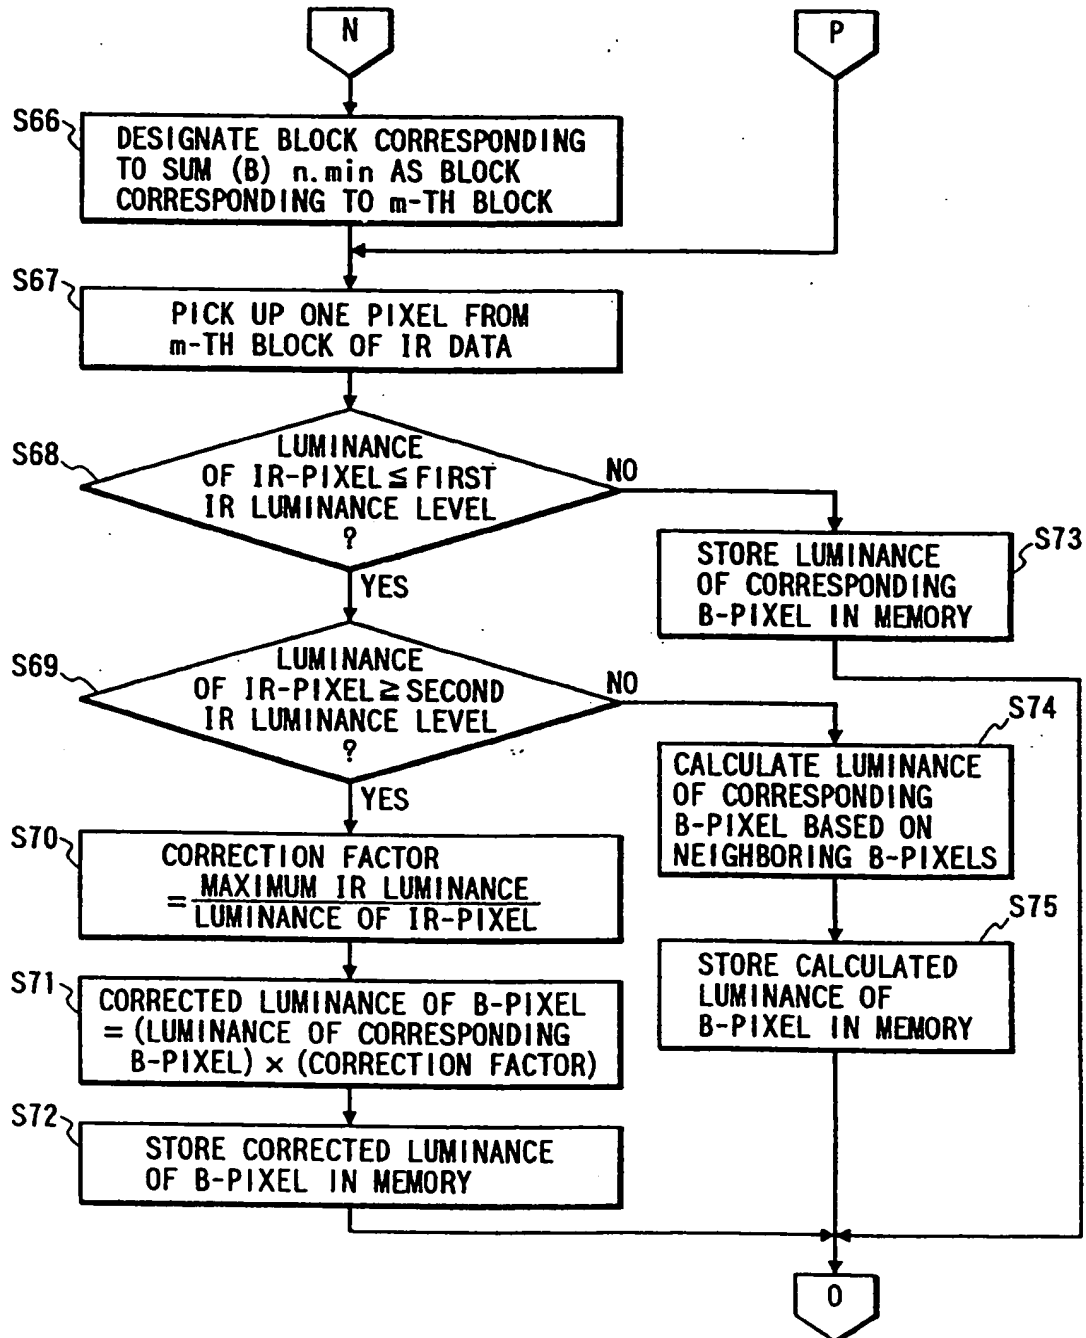 N
P
S66
DESIGNATE BLOCK CORRESPONDING
TO SUM (B) n.min AS BLOCK
CORRESPONDING TO m-TH BLOCK
S67
PICK UP ONE PIXEL FROM
m-TH BLOCK OF IR DATA
S68
LUMINANCE
OF IR-PIXEL ≦ FIRST
IR LUMINANCE LEVEL
?
NO
YES
S73
STORE LUMINANCE
OF CORRESPONDING
B-PIXEL IN MEMORY
S69
LUMINANCE
OF IR-PIXEL ≧ SECOND
IR LUMINANCE LEVEL
?
NO
YES
S74
CALCULATE LUMINANCE
OF CORRESPONDING
B-PIXEL BASED ON
NEIGHBORING B-PIXELS
S70
CORRECTION FACTOR
= MAXIMUM IR LUMINANCE
LUMINANCE OF IR-PIXEL
S75
STORE CALCULATED
LUMINANCE OF
B-PIXEL IN MEMORY
S71
CORRECTED LUMINANCE OF B-PIXEL
= (LUMINANCE OF CORRESPONDING
B-PIXEL) × (CORRECTION FACTOR)
S72
STORE CORRECTED LUMINANCE
OF B-PIXEL IN MEMORY
O